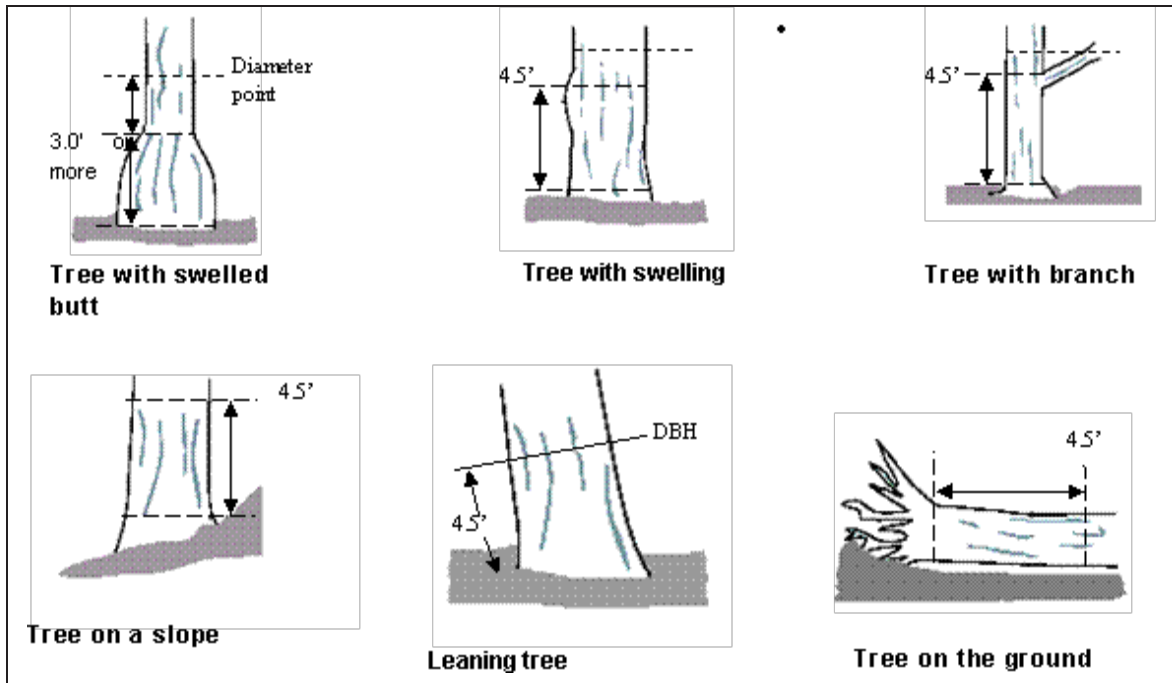 Diameter
point
3.0' or
more
Tree with swelled
butt
4.5'
Tree with swelling
4.5'
Tree with branch
4.5'
Tree on a slope
DBH
4.5'
Leaning tree
4.5'
Tree on the ground